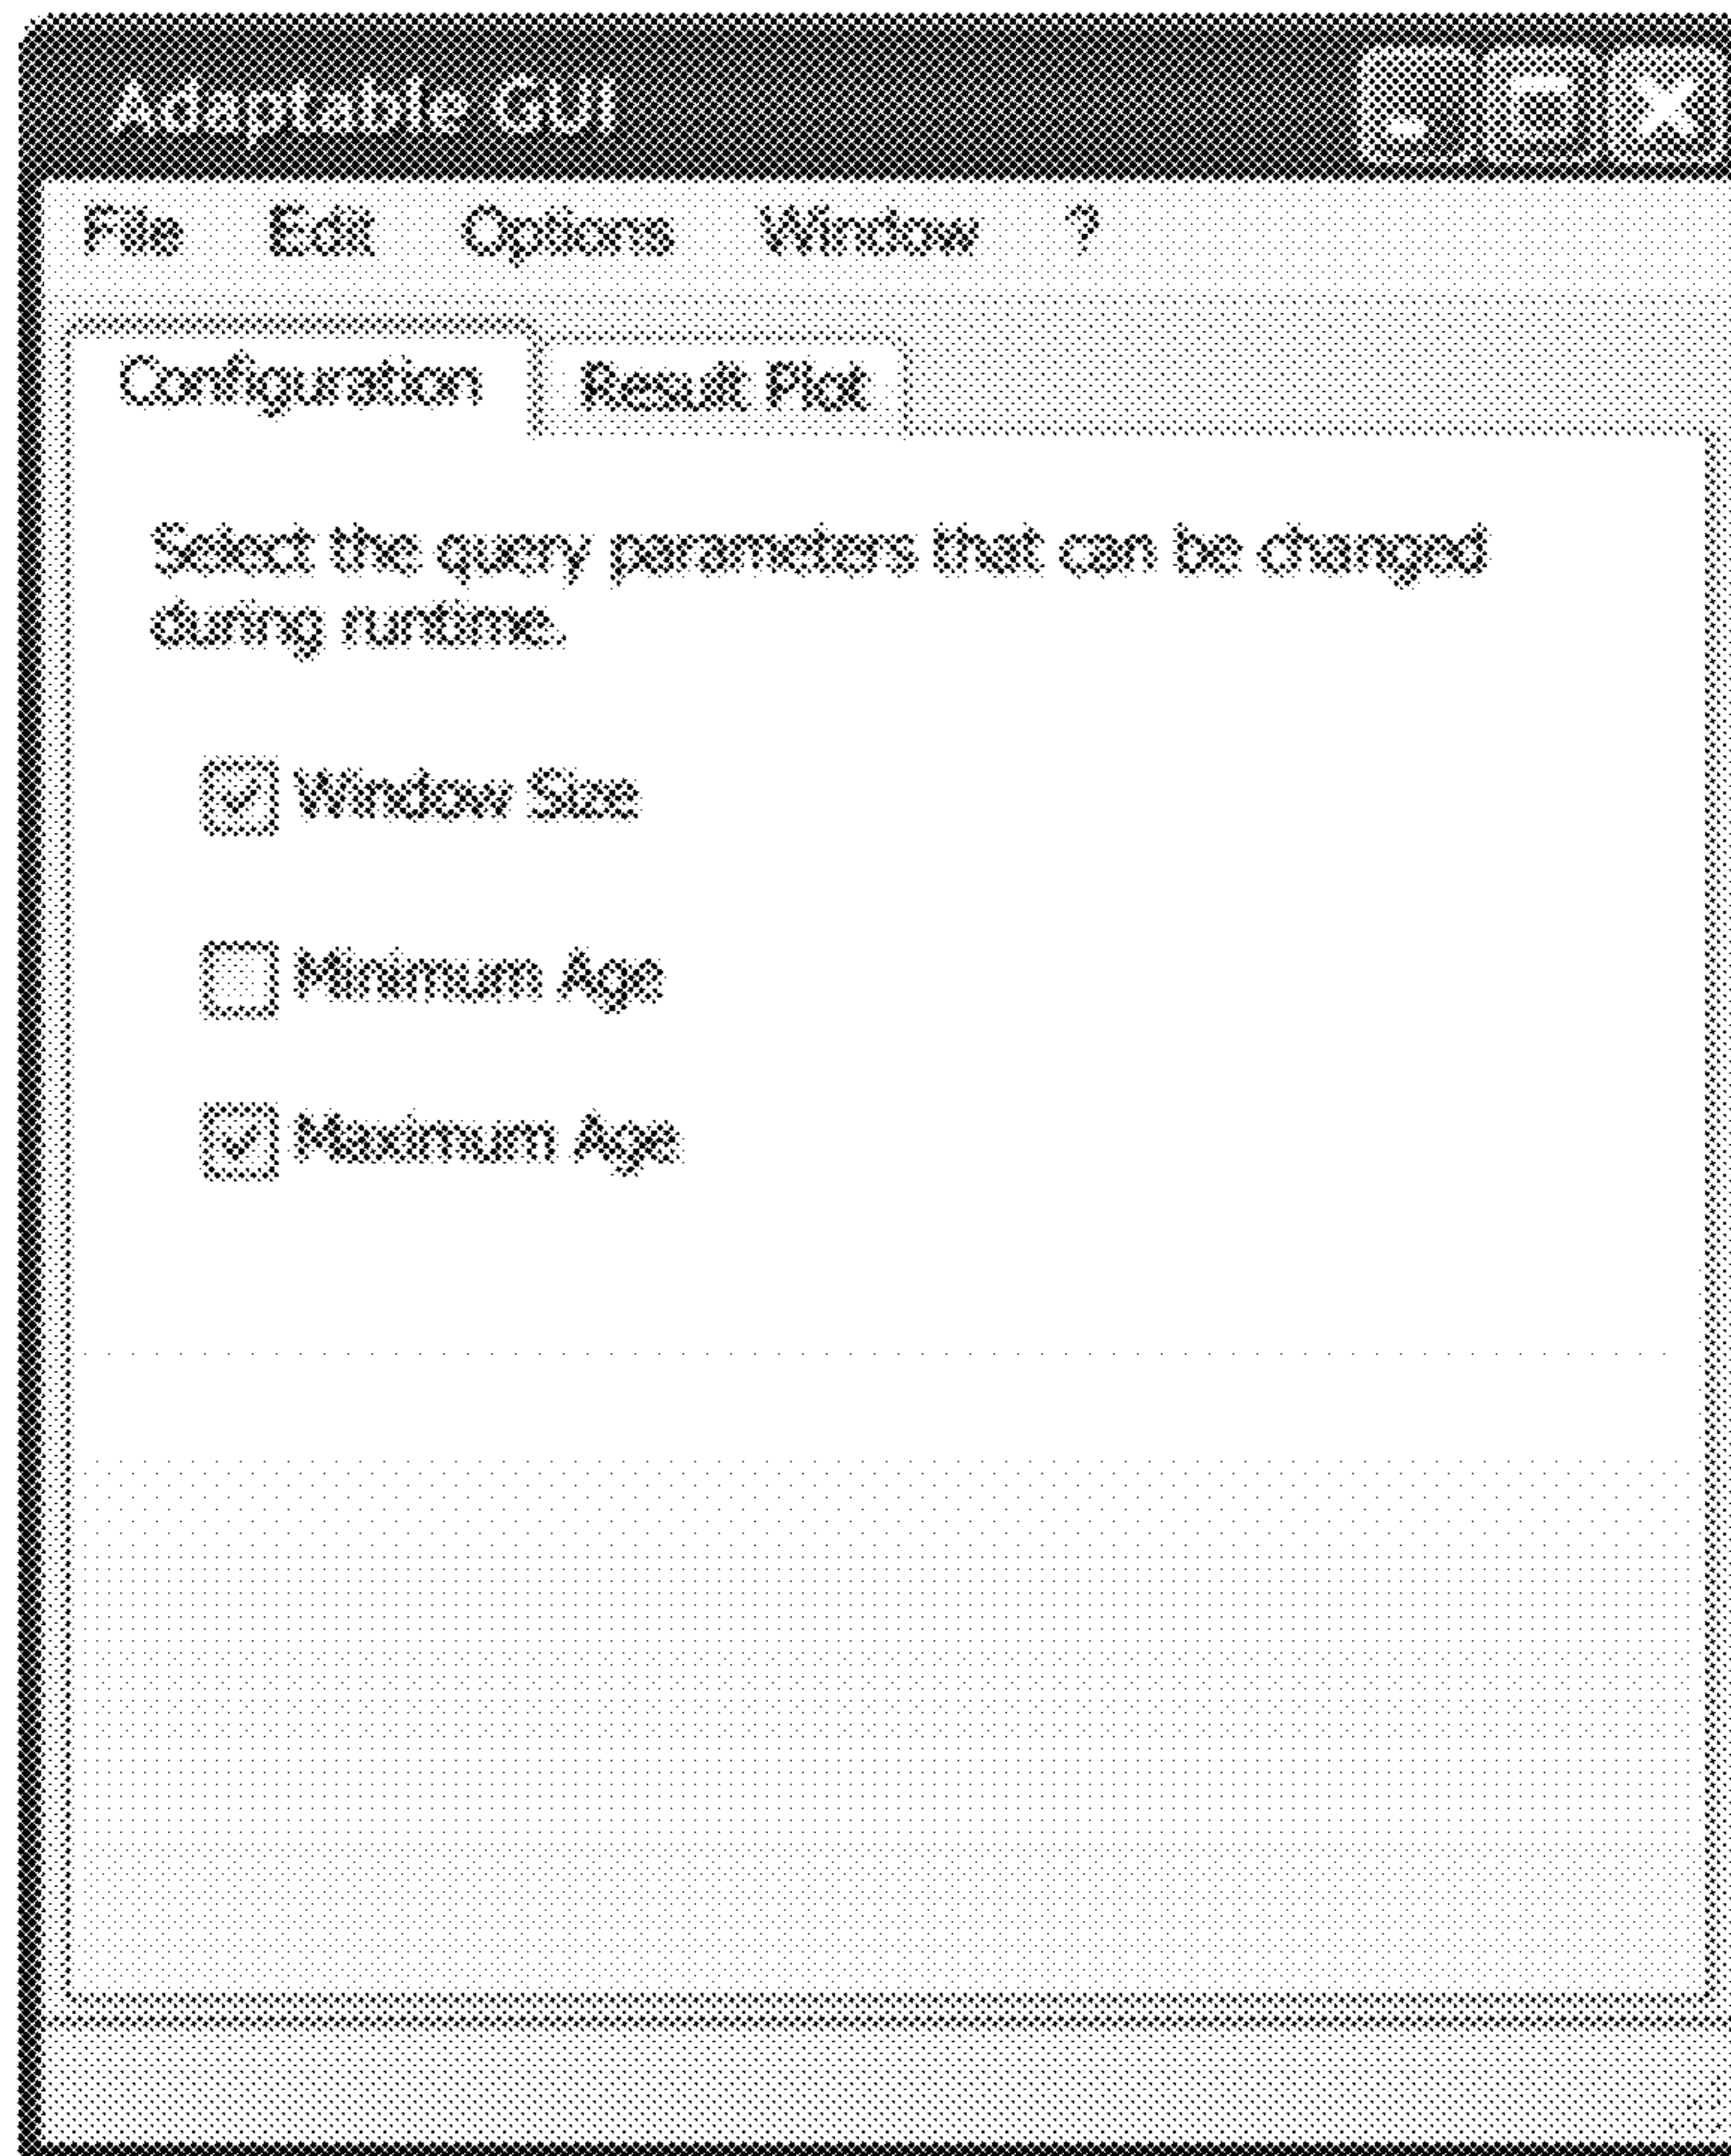 Adaptable GUI
File Edit Options Window ?
Configuration Result Plot
Select the query parameters that can be changed
during runtime.
Window Size
Minimum Age
Maximum Age